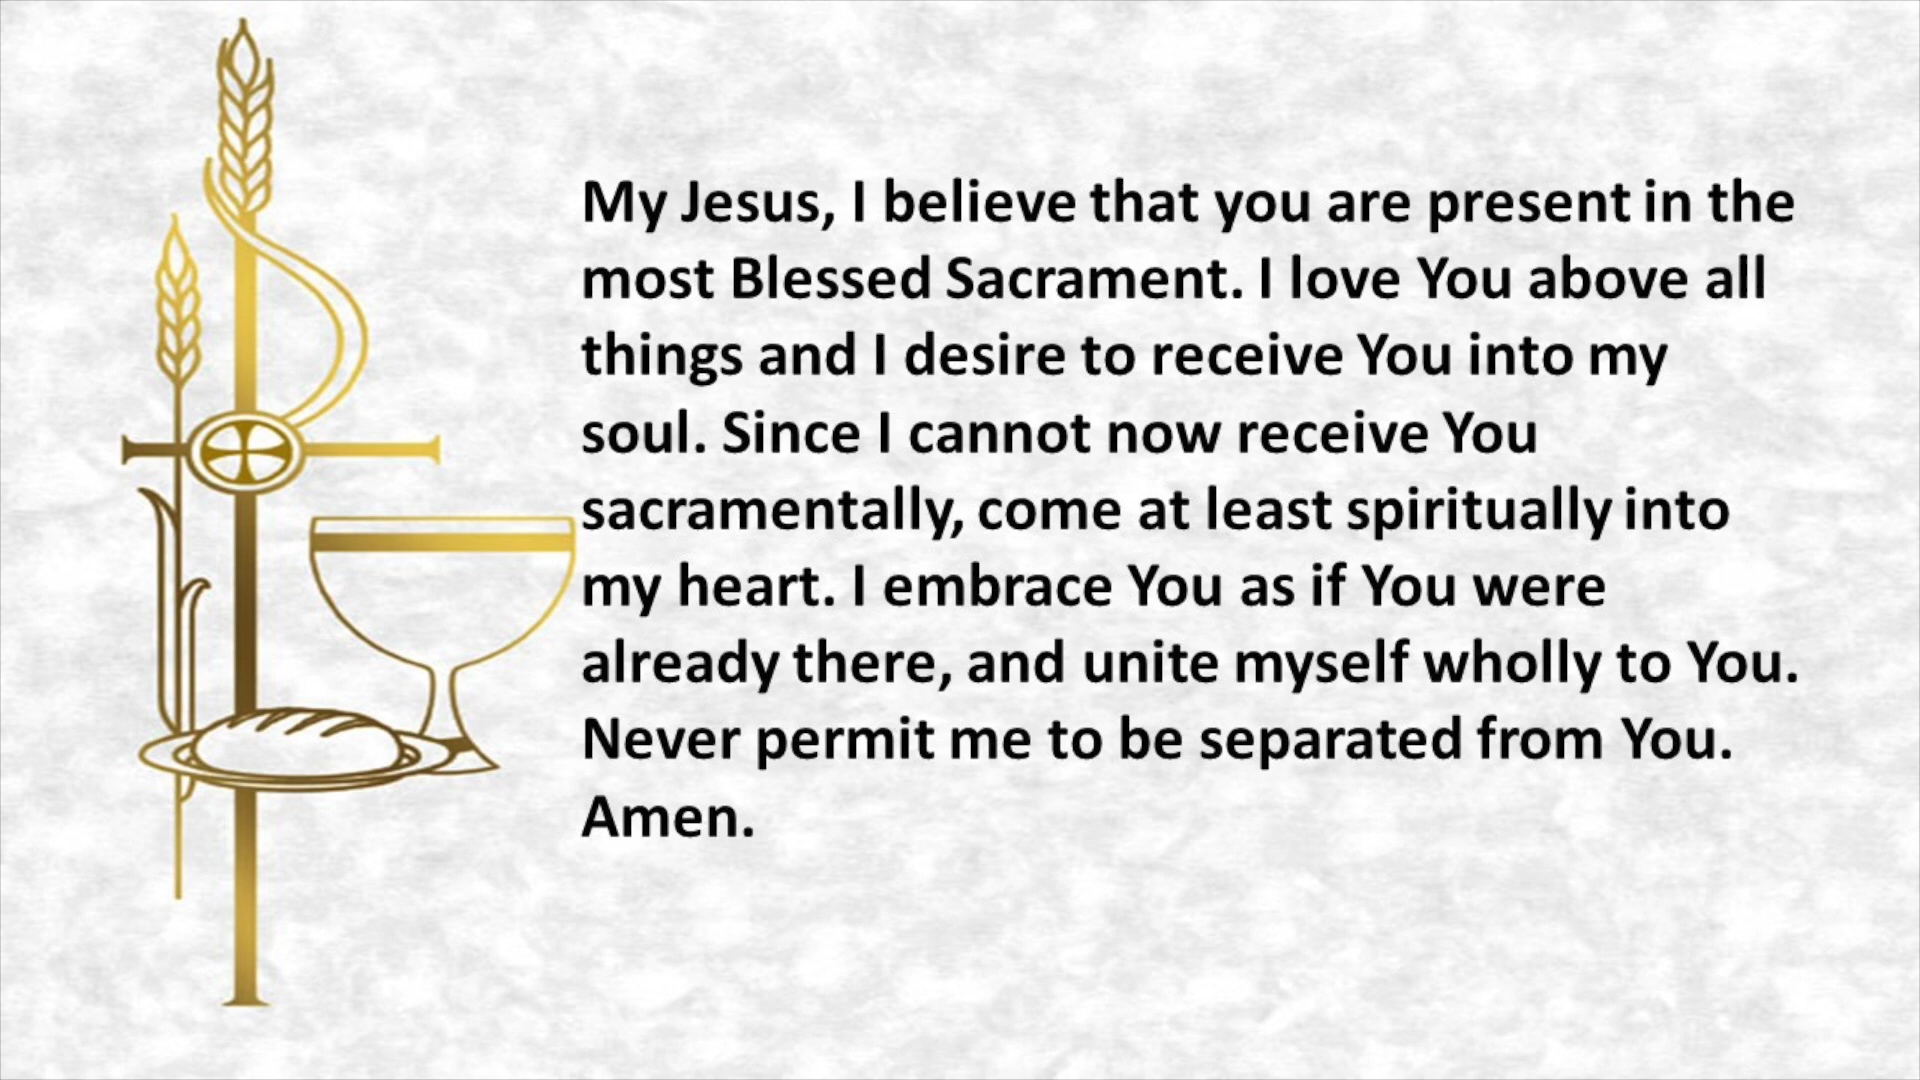 My Jesus, I believe that you are present in the
most Blessed Sacrament. I love You above all
things and I desire to receive You into my
soul. Since I cannot now receive You
sacramentally, come at least spiritually into
my heart. I embrace You as if You were
already there, and unite myself wholly to You.
Never permit me to be separated from You.
Amen.